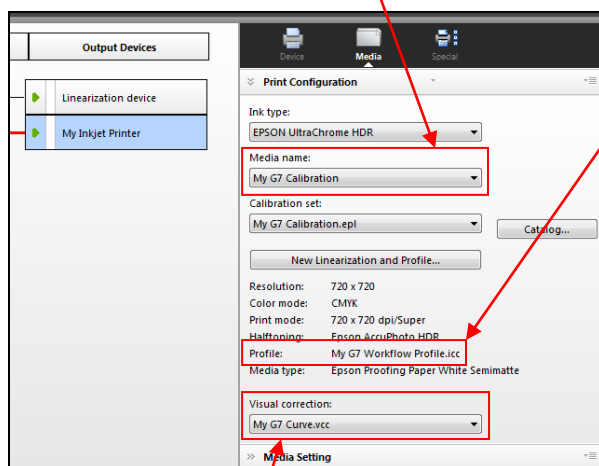 Output Devices
Linearization device
My Inkjet Printer
Device Media Special
Print Configuration
Ink type:
EPSON UltraChrome HDR
Media name:
My G7 Calibration
Calibration set:
My G7 Calibration.epl
Catalog...
New Linearization and Profile...
Resolution: 720 x 720
Color mode: CMYK
Print mode: 720 x 720 dpi/Super
Halftoning: Epson AccuPhoto HDR
Profile: My G7 Workflow Profile.icc
Media type: Epson Proofing Paper White Semimatte
Visual correction:
My G7 Curve.vcc
Media Setting